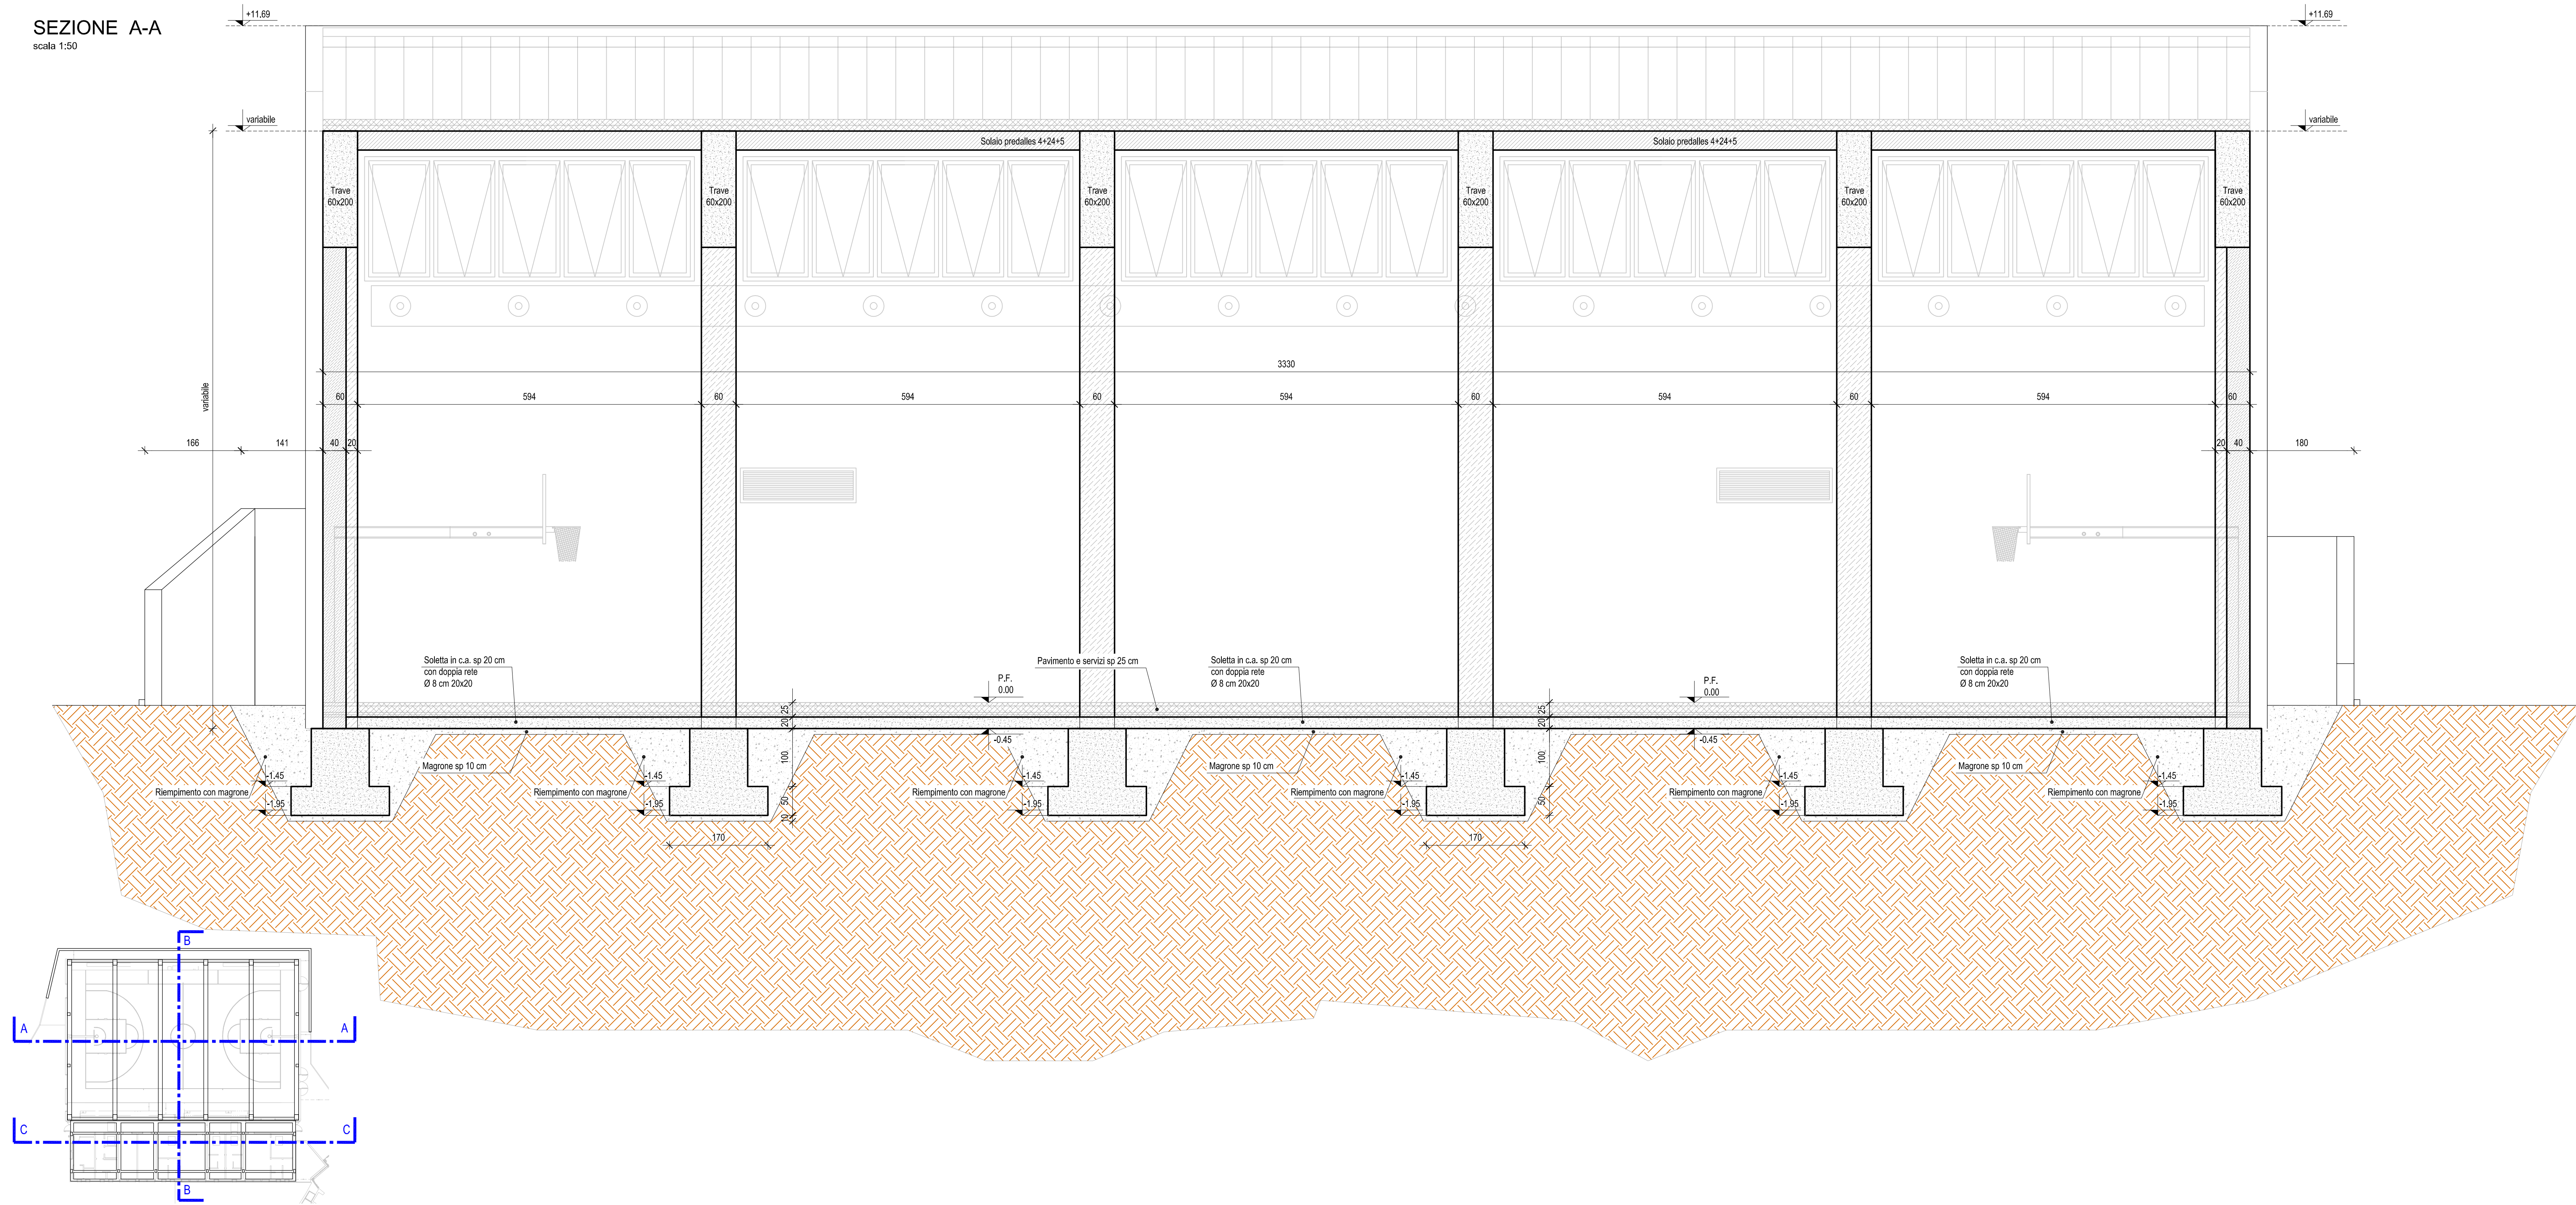 SEZIONE A-A
scala 1:50
+11.69
+11.69
variabile
variabile
Solaio predalles 4+24+5
Solaio predalles 4+24+5
Trave
60x200
Trave
60x200
Trave
60x200
Trave
60x200
Trave
60x200
Trave
60x200
3330
variabile
60
594
60
594
60
594
60
594
60
594
60
166
141
40
20
20
40
180
Soletta in c.a. sp 20 cm
con doppia rete
Ø 8 cm 20x20
Pavimento e servizi sp 25 cm
Soletta in c.a. sp 20 cm
con doppia rete
Ø 8 cm 20x20
Soletta in c.a. sp 20 cm
con doppia rete
Ø 8 cm 20x20
P.F.
0.00
P.F.
0.00
25
20
100
50
10
25
20
100
50
-0.45
-0.45
Magrone sp 10 cm
Magrone sp 10 cm
Magrone sp 10 cm
-1.45
-1.45
-1.45
-1.45
-1.45
-1.45
Riempimento con magrone
Riempimento con magrone
Riempimento con magrone
Riempimento con magrone
Riempimento con magrone
Riempimento con magrone
-1.95
-1.95
-1.95
-1.95
-1.95
-1.95
170
170
B
A
A
C
C
B